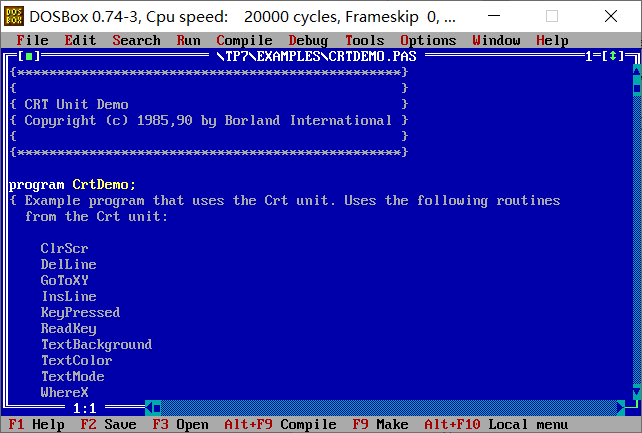 DOS BOX DOSBox 0.74-3, Cpu speed:    20000 cycles, Frameskip  0, ...
File  Edit  Search  Run  Compile  Debug  Tools  Options  Window  Help
[■] \TP7\EXAMPLES\CRTDEMO.PAS 1=[↕]
{************************************************}
{                                                }
{ CRT Unit Demo                                  }
{ Copyright (c) 1985,90 by Borland International }
{                                                }
{************************************************}
program CrtDemo;
{ Example program that uses the Crt unit. Uses the following routines
  from the Crt unit:
    ClrScr
    DelLine
    GoToXY
    InsLine
    KeyPressed
    ReadKey
    TextBackground
    TextColor
    TextMode
    WhereX
1:1
F1 Help  F2 Save  F3 Open  Alt+F9 Compile  F9 Make  Alt+F10 Local menu